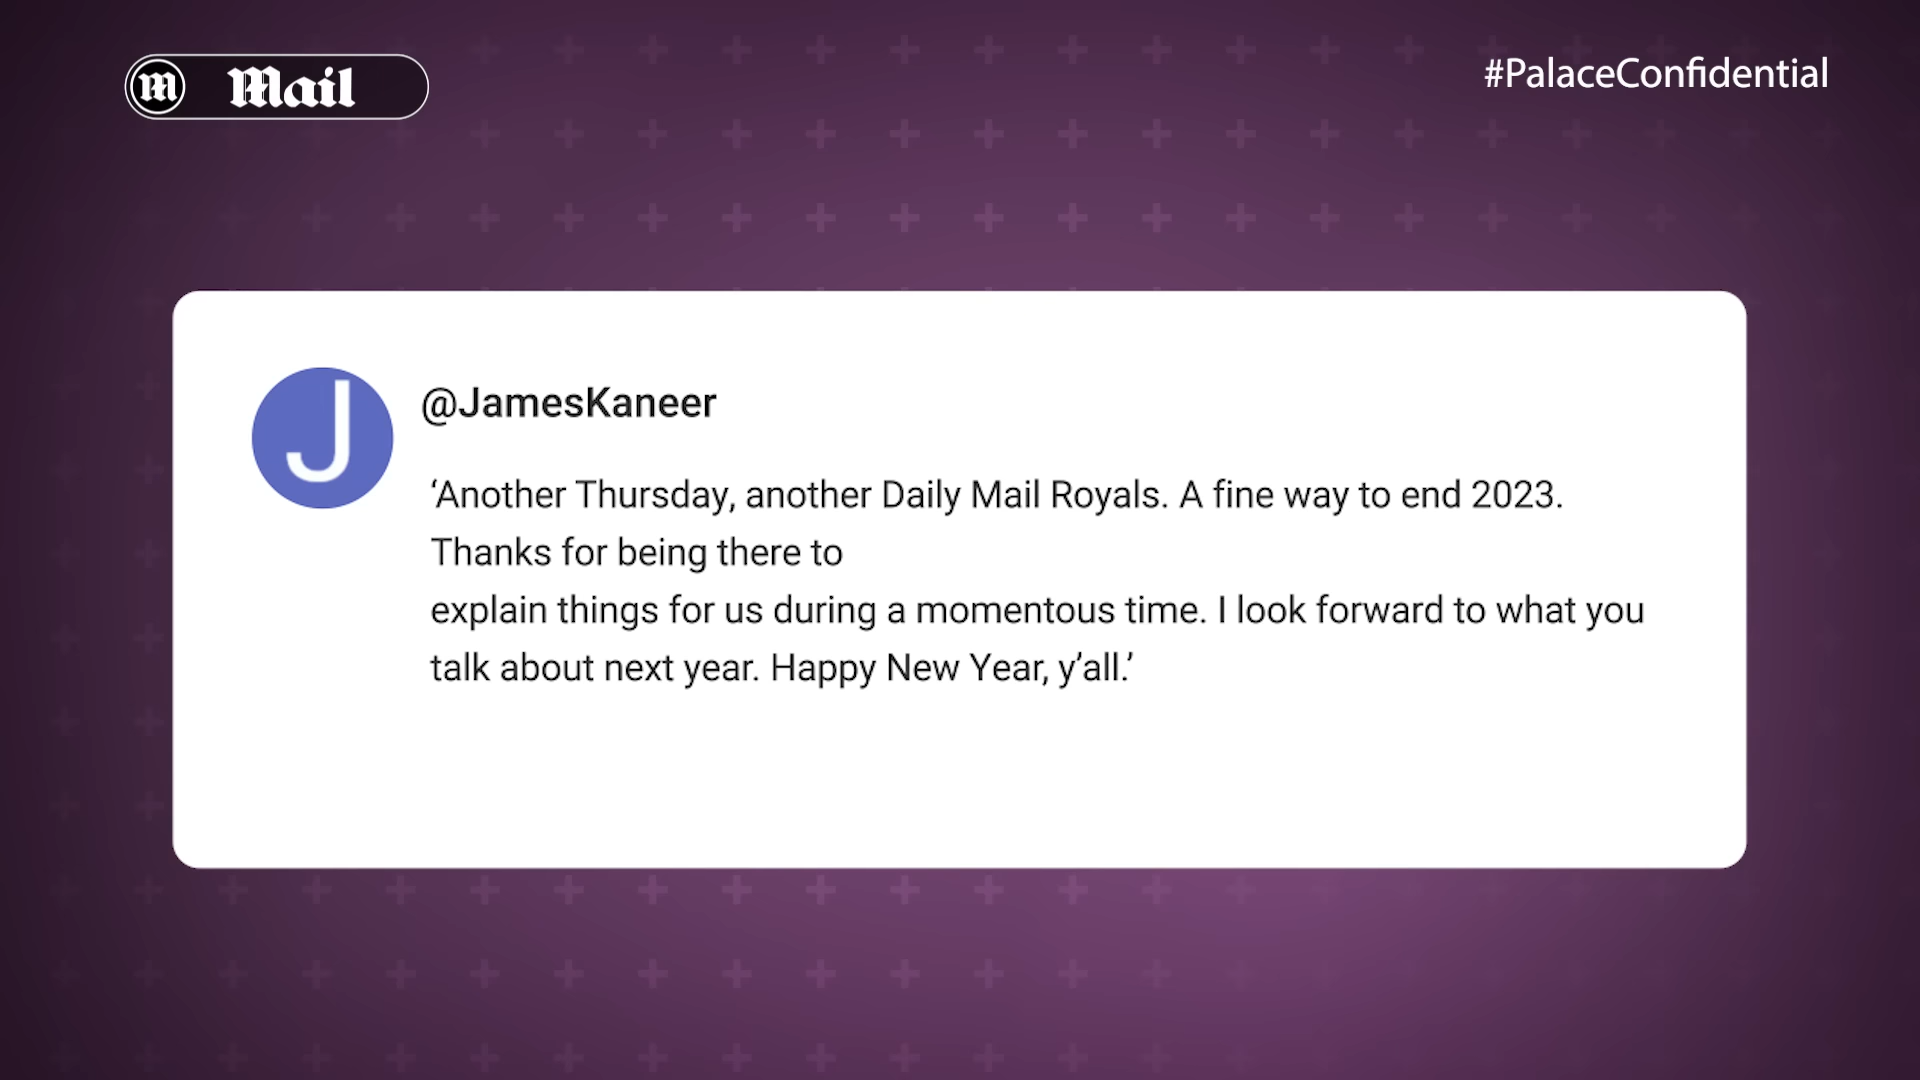 m Mail
#PalaceConfidential
J
@JamesKaneer
‘Another Thursday, another Daily Mail Royals. A fine way to end 2023.
Thanks for being there to
explain things for us during a momentous time. I look forward to what you
talk about next year. Happy New Year, y’all.’